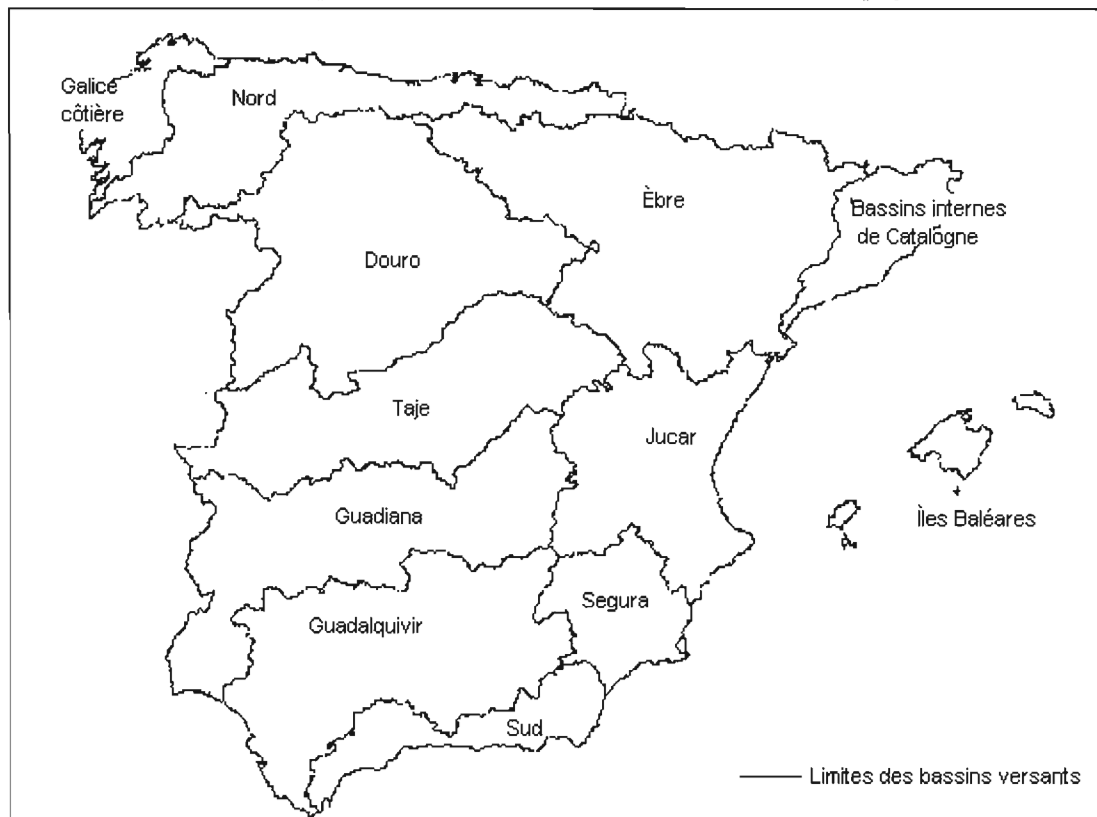 Galice
côtière
Nord
Èbre
Bassins internes
de Catalogne
Douro
Taje
Jucar
Îles Baléares
Guadiana
Segura
Guadalquivir
Sud
Limites des bassins versants